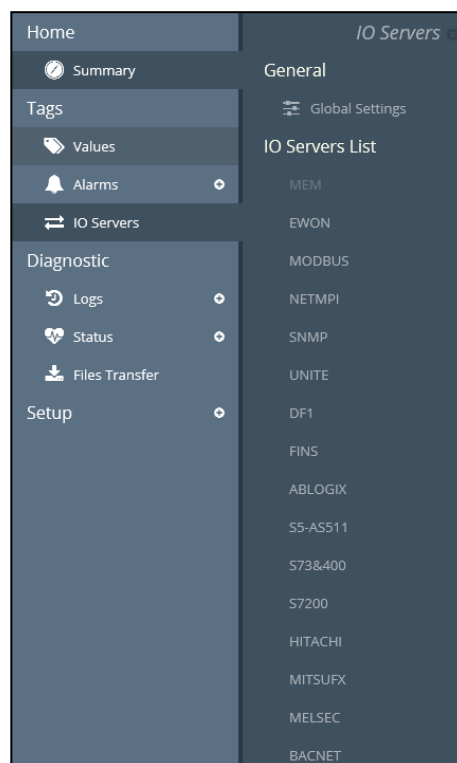 Home
Summary
Tags
Values
Alarms
IO Servers
Diagnostic
Logs
Status
Files Transfer
Setup
IO Servers
General
Global Settings
IO Servers List
MEM
EWON
MODBUS
NETMPI
SNMP
UNITE
DF1
FINS
ABLOGIX
S5-AS511
S73&400
S7200
HITACHI
MITSUFX
MELSEC
BACNET